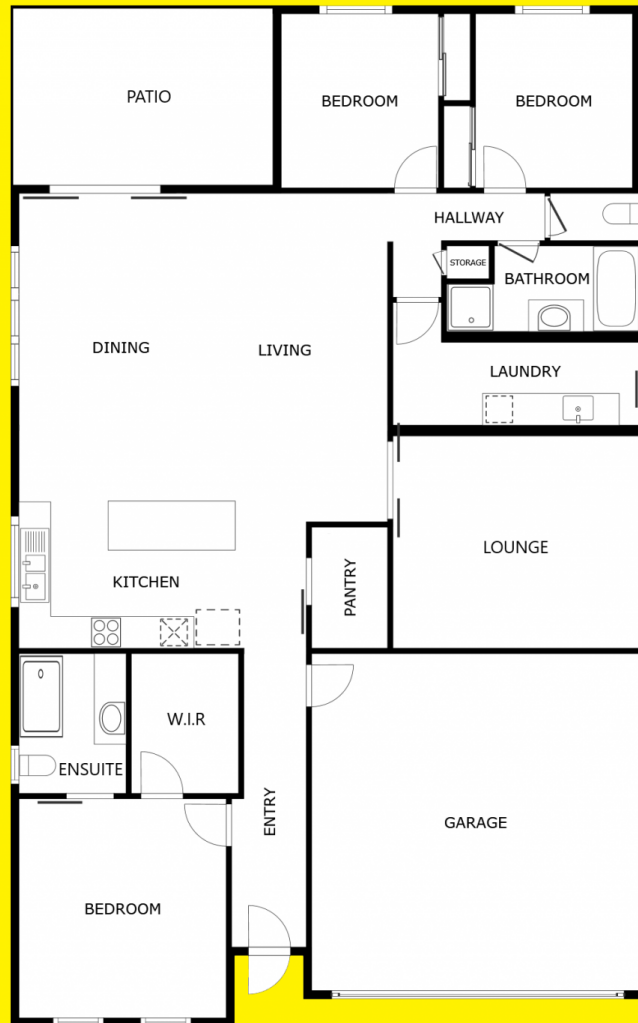 PATIO
BEDROOM
BEDROOM
HALLWAY
STORAGE
BATHROOM
DINING
LIVING
LAUNDRY
LOUNGE
KITCHEN
PANTRY
W.I.R
ENSUITE
ENTRY
GARAGE
BEDROOM